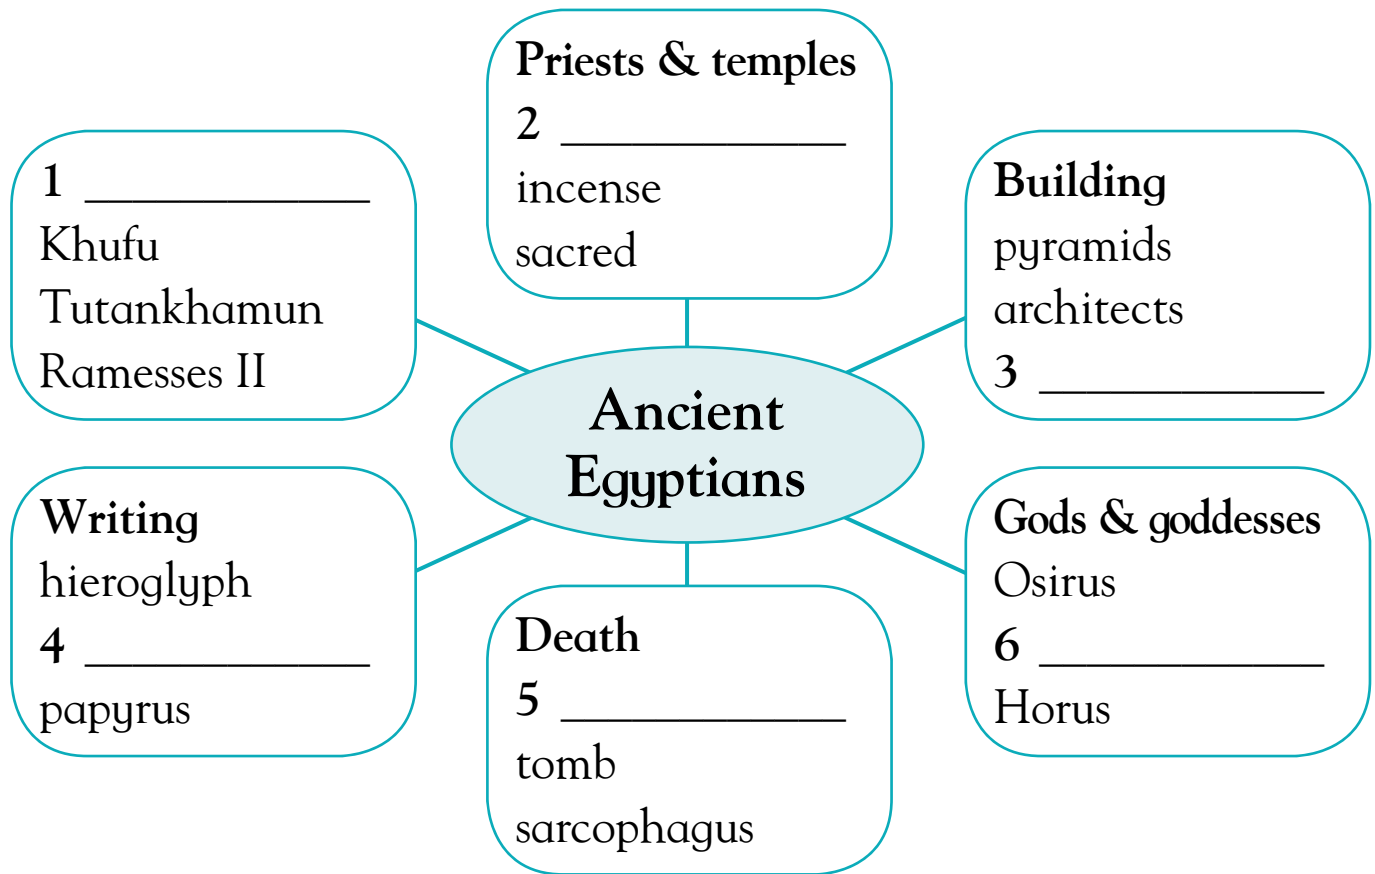 Priests & temples
2 ____________
incense
sacred
1 ____________
Khufu
Tutankhamun
Ramesses II
Building
pyramids
architects
3 ____________
Ancient
Egyptians
Writing
hieroglyph
4 ____________
papyrus
Death
5 ____________
tomb
sarcophagus
Gods & goddesses
Osirus
6 ____________
Horus